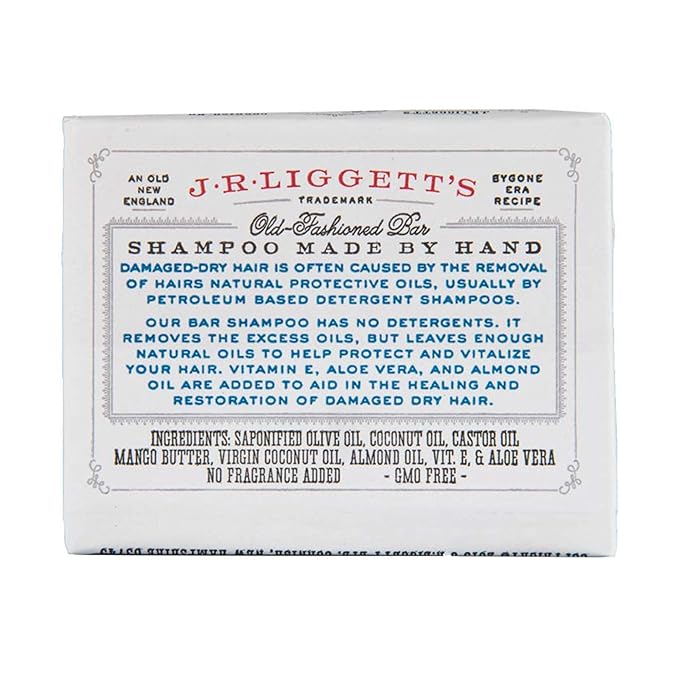 AN OLD NEW ENGLAND
J·R·LIGGETT'S
TRADEMARK
BYGONE ERA RECIPE
Old-Fashioned Bar
SHAMPOO MADE BY HAND
DAMAGED-DRY HAIR IS OFTEN CAUSED BY THE REMOVAL
OF HAIRS NATURAL PROTECTIVE OILS, USUALLY BY
PETROLEUM BASED DETERGENT SHAMPOOS.
OUR BAR SHAMPOO HAS NO DETERGENTS. IT
REMOVES THE EXCESS OILS, BUT LEAVES ENOUGH
NATURAL OILS TO HELP PROTECT AND VITALIZE
YOUR HAIR. VITAMIN E, ALOE VERA, AND ALMOND
OIL ARE ADDED TO AID IN THE HEALING AND
RESTORATION OF DAMAGED DRY HAIR.
INGREDIENTS: SAPONIFIED OLIVE OIL, COCONUT OIL, CASTOR OIL
MANGO BUTTER, VIRGIN COCONUT OIL, ALMOND OIL, VIT. E, & ALOE VERA
NO FRAGRANCE ADDED - GMO FREE -